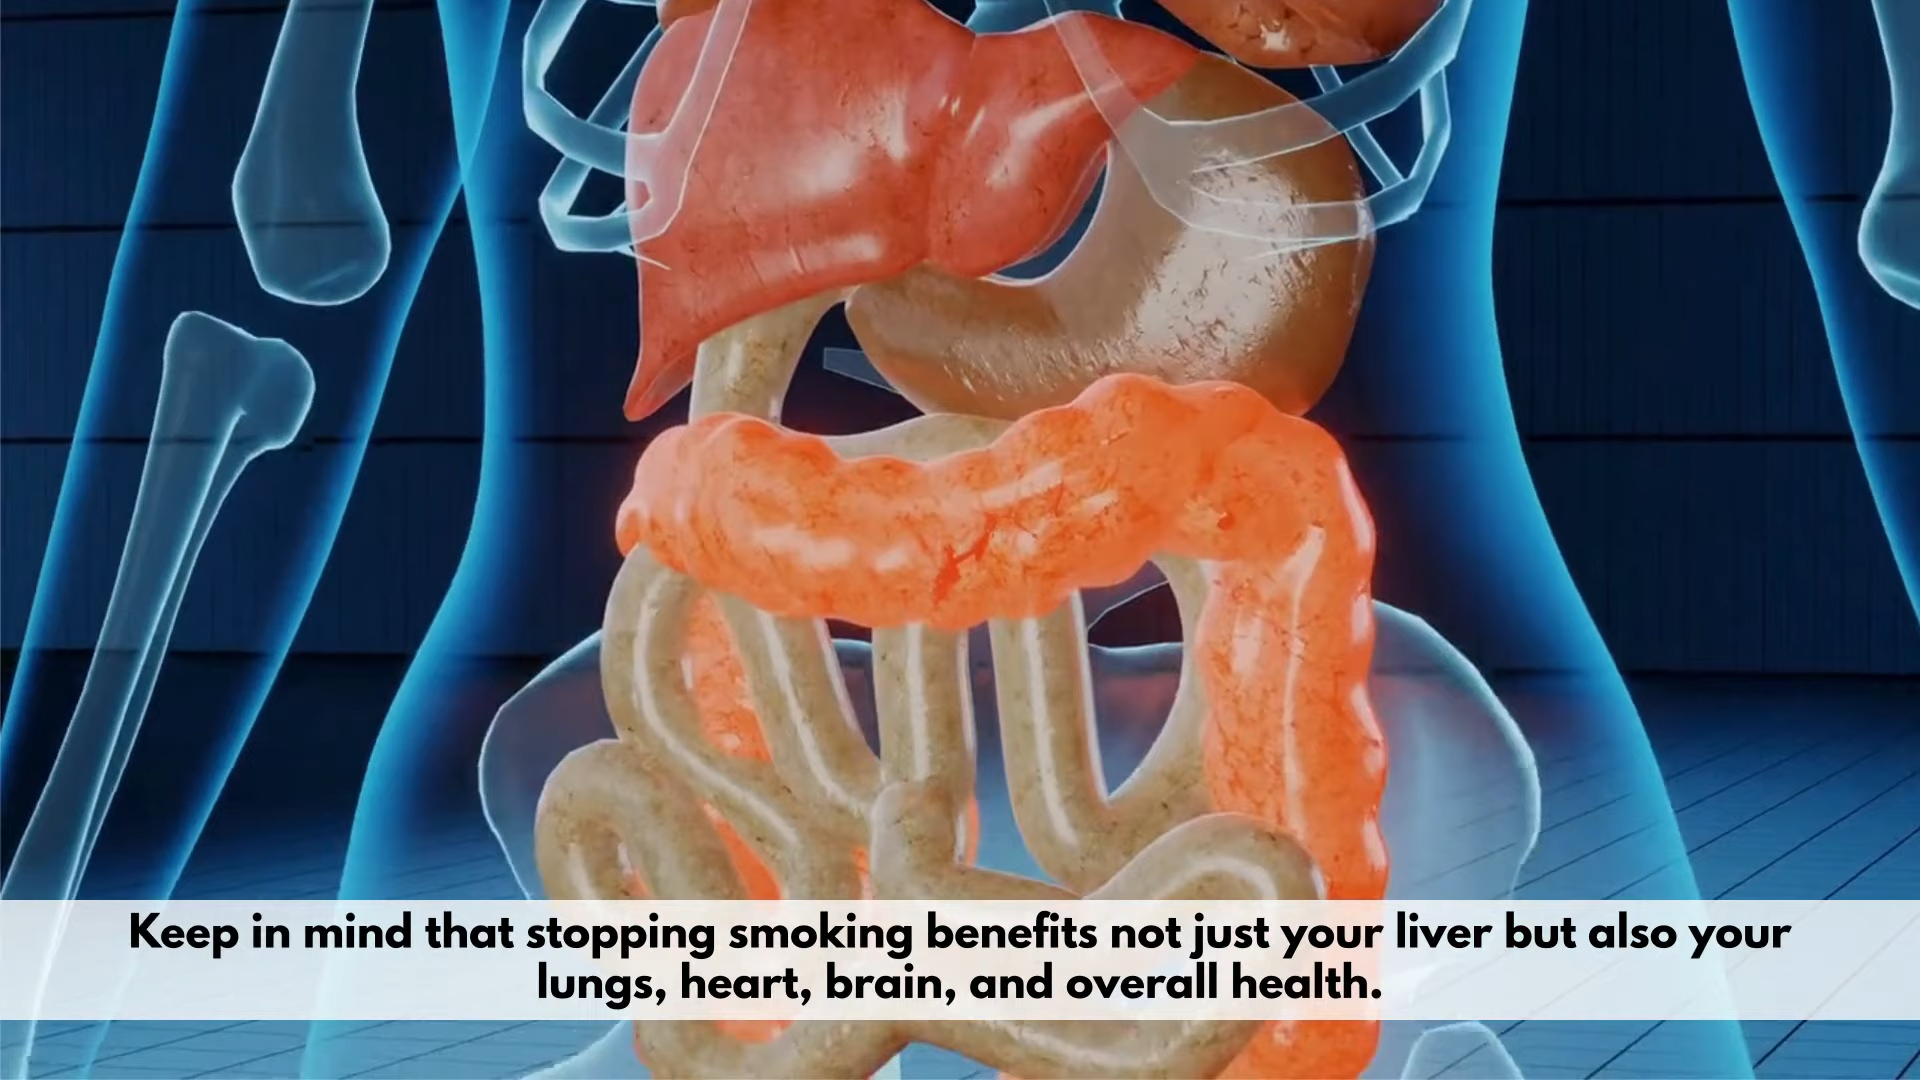 Keep in mind that stopping smoking benefits not just your liver but also your
lungs, heart, brain, and overall health.